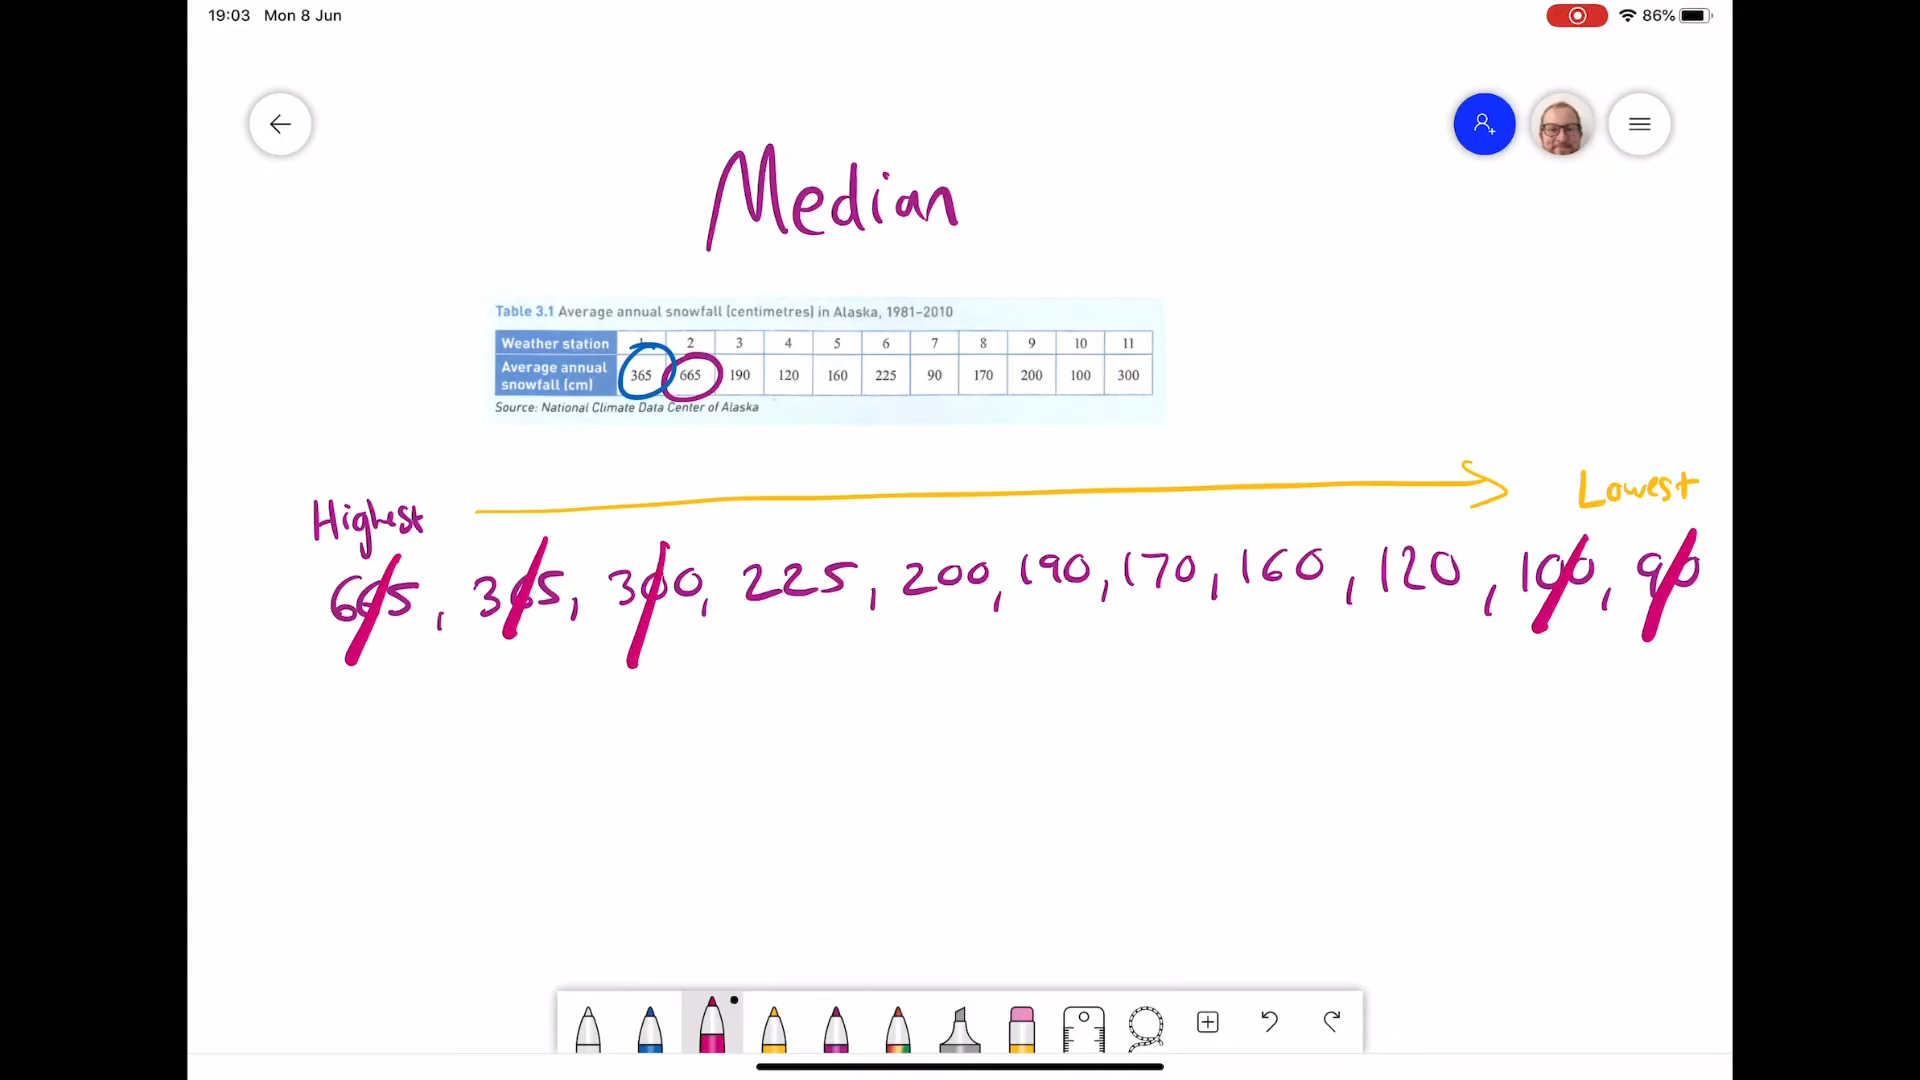 19:03 Mon 8 Jun
86%
Median
Table 3.1 Average annual snowfall (centimetres) in Alaska, 1981–2010
Weather station 1 2 3 4 5 6 7 8 9 10 11
Average annual
snowfall (cm) 365 665 190 120 160 225 90 170 200 100 300
Source: National Climate Data Center of Alaska
Highest Lowest
665, 365, 300, 225, 200, 190, 170, 160, 120, 100, 90